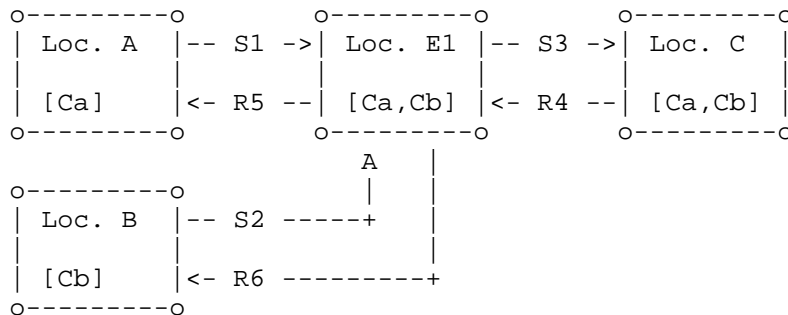 o---------o         o---------o         o---------o
| Loc. A  |-- S1 ->| Loc. E1 |-- S3 ->| Loc. C  |
|         |         |         |         |         |
| [Ca]    |<- R5 --| [Ca,Cb] |<- R4 --| [Ca,Cb] |
o---------o         o---------o         o---------o
                       A   |
o---------o            |   |
| Loc. B  |-- S2 -----+   |
|         |                |
| [Cb]    |<- R6 ---------+
o---------o